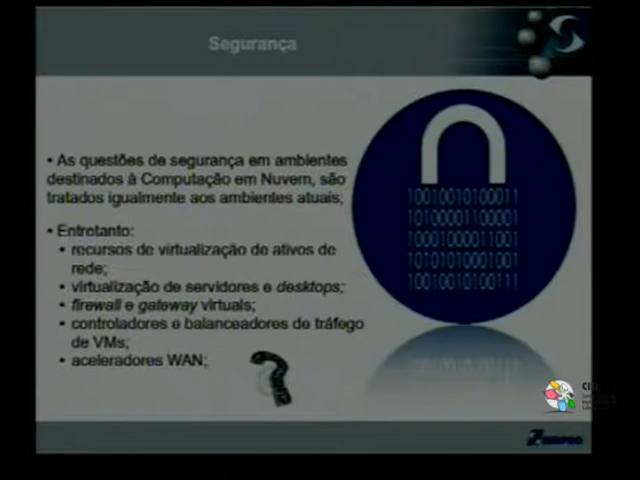 Segurança
• As questões de segurança em ambientes
destinados à Computação em Nuvem, são
tratados igualmente aos ambientes atuais;
• Entretanto:
• recursos de virtualização de ativos de
rede;
• virtualização de servidores e desktops;
• firewall e gateway virtuais;
• controladores e balanceadores de tráfego
de VMs;
• aceleradores WAN;
10010010100011
10100001100001
10001000011001
10101010001001
10010010100111